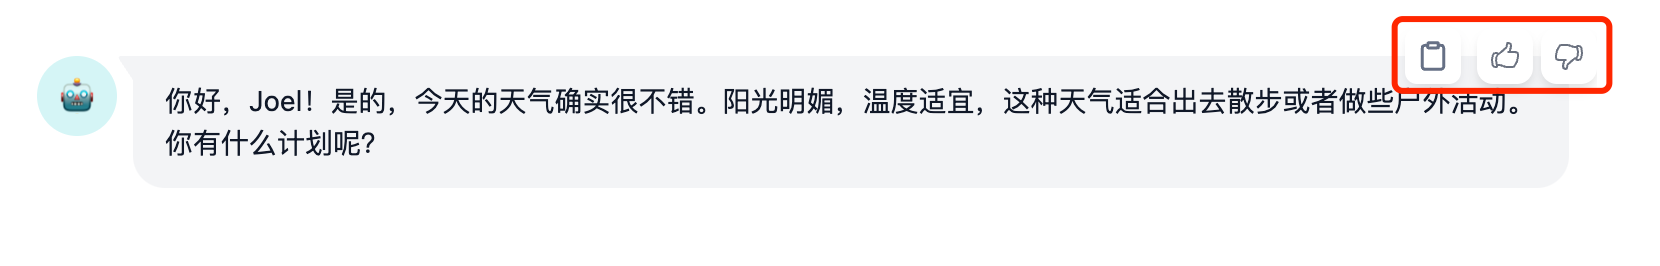 你好，Joel！是的，今天的天气确实很不错。阳光明媚，温度适宜，这种天气适合出去散步或者做些户外活动。
你有什么计划呢?